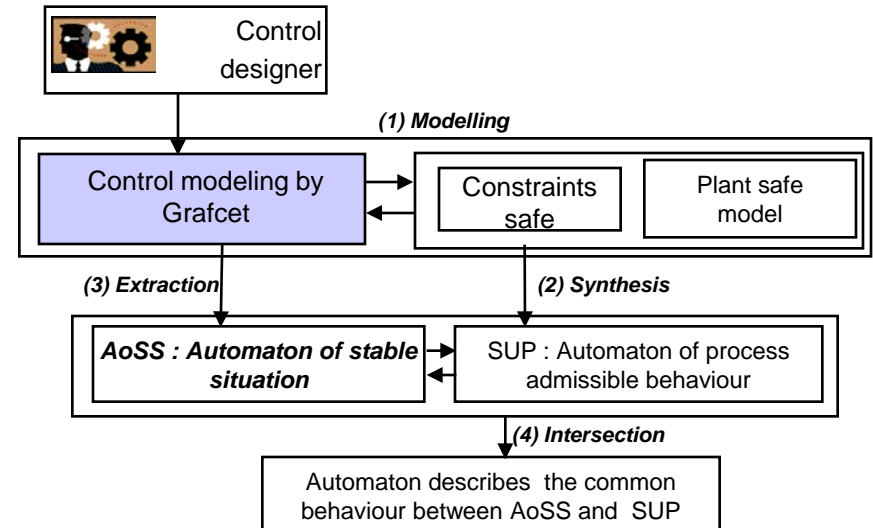 Control
designer
(1) Modelling
Control modeling by
Grafcet
Constraints
safe
Plant safe
model
(3) Extraction
(2) Synthesis
AoSS : Automaton of stable
situation
SUP : Automaton of process
admissible behaviour
(4) Intersection
Automaton describes the common
behaviour between AoSS and SUP